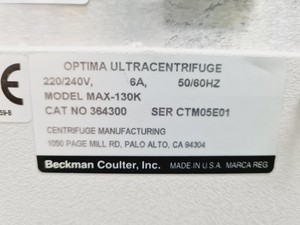 OPTIMA ULTRACENTRIFUGE
220/240V, 6A, 50/60HZ
MODEL MAX-130K
CAT NO 364300 SER CTM05E01
CENTRIFUGE MANUFACTURING
1050 PAGE MILL RD, PALO ALTO, CA 94304
Beckman Coulter, Inc. MADE IN U.S.A. MARCA REG
CE